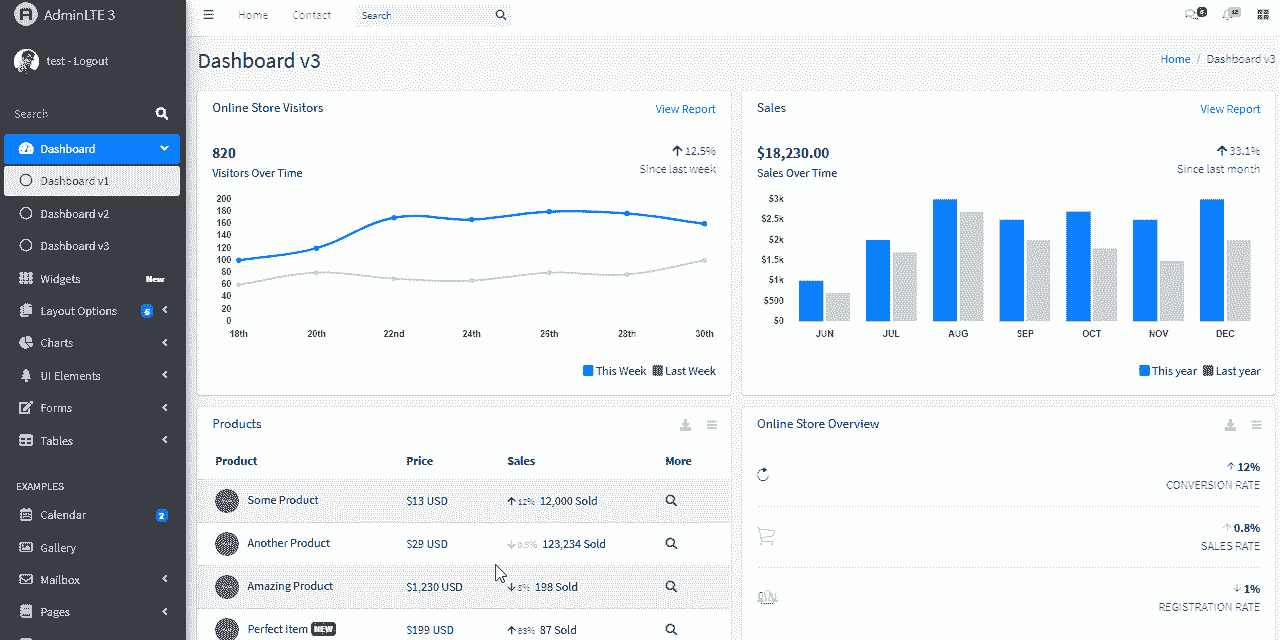 AdminLTE 3
Home Contact Search 5 12
test - Logout
Dashboard v3
Home / Dashboard v3
Search
Dashboard
Dashboard v1
Dashboard v2
Dashboard v3
Widgets New
Layout Options 6
Charts
UI Elements
Forms
Tables
EXAMPLES
Calendar 2
Gallery
Mailbox
Pages
Online Store Visitors View Report
820 12.5%
Visitors Over Time Since last week
200
180
160
140
120
100
80
60
40
20
0
18th 20th 22nd 24th 26th 28th 30th
This Week Last Week
Sales View Report
$18,230.00 33.1%
Sales Over Time Since last month
$3k
$2.5k
$2k
$1.5k
$1k
$500
$0
JUN JUL AUG SEP OCT NOV DEC
This year Last year
Products
Product Price Sales More
Some Product $13 USD 12% 12,000 Sold
Another Product $29 USD 0.5% 123,234 Sold
Amazing Product $1,230 USD 3% 198 Sold
Perfect Item NEW $199 USD 63% 87 Sold
Online Store Overview
12%
CONVERSION RATE
0.8%
SALES RATE
1%
REGISTRATION RATE